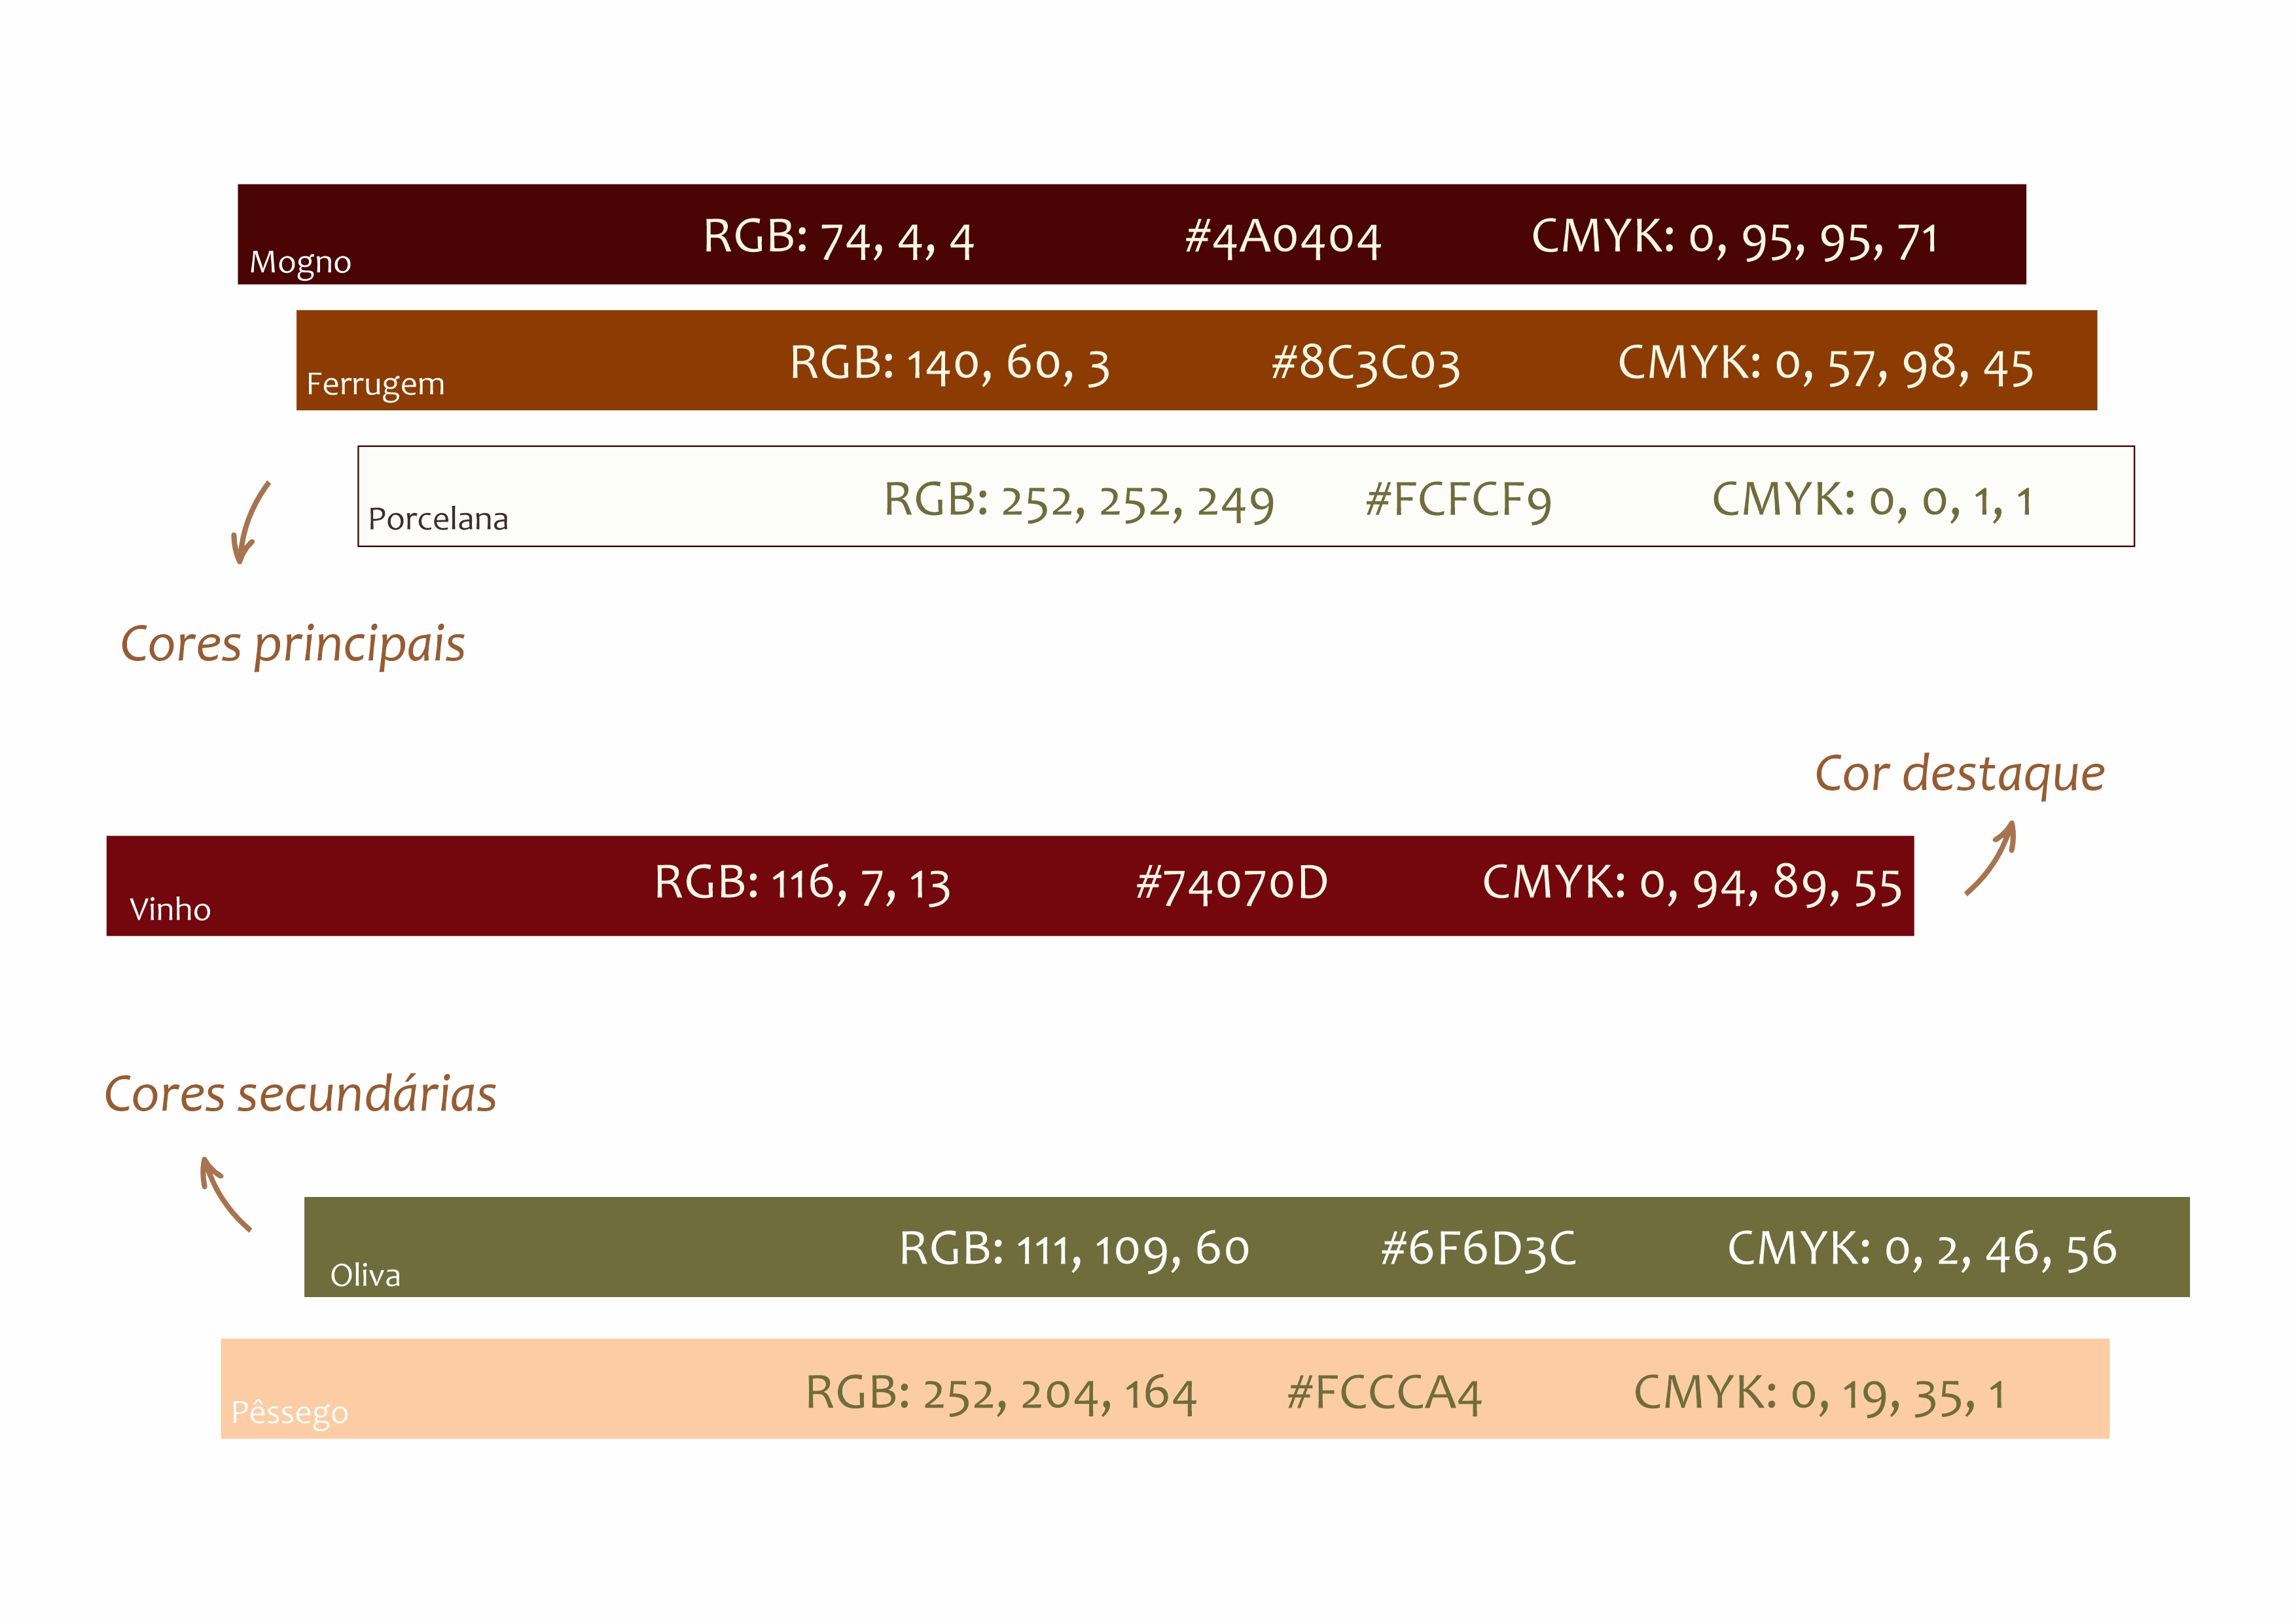 Mogno RGB: 74, 4, 4 #4A0404 CMYK: 0, 95, 95, 71
Ferrugem RGB: 140, 60, 3 #8C3C03 CMYK: 0, 57, 98, 45
Porcelana RGB: 252, 252, 249 #FCFCF9 CMYK: 0, 0, 1, 1
Cores principais
Cor destaque
Vinho RGB: 116, 7, 13 #74070D CMYK: 0, 94, 89, 55
Cores secundárias
Oliva RGB: 111, 109, 60 #6F6D3C CMYK: 0, 2, 46, 56
Pêssego RGB: 252, 204, 164 #FCCCA4 CMYK: 0, 19, 35, 1